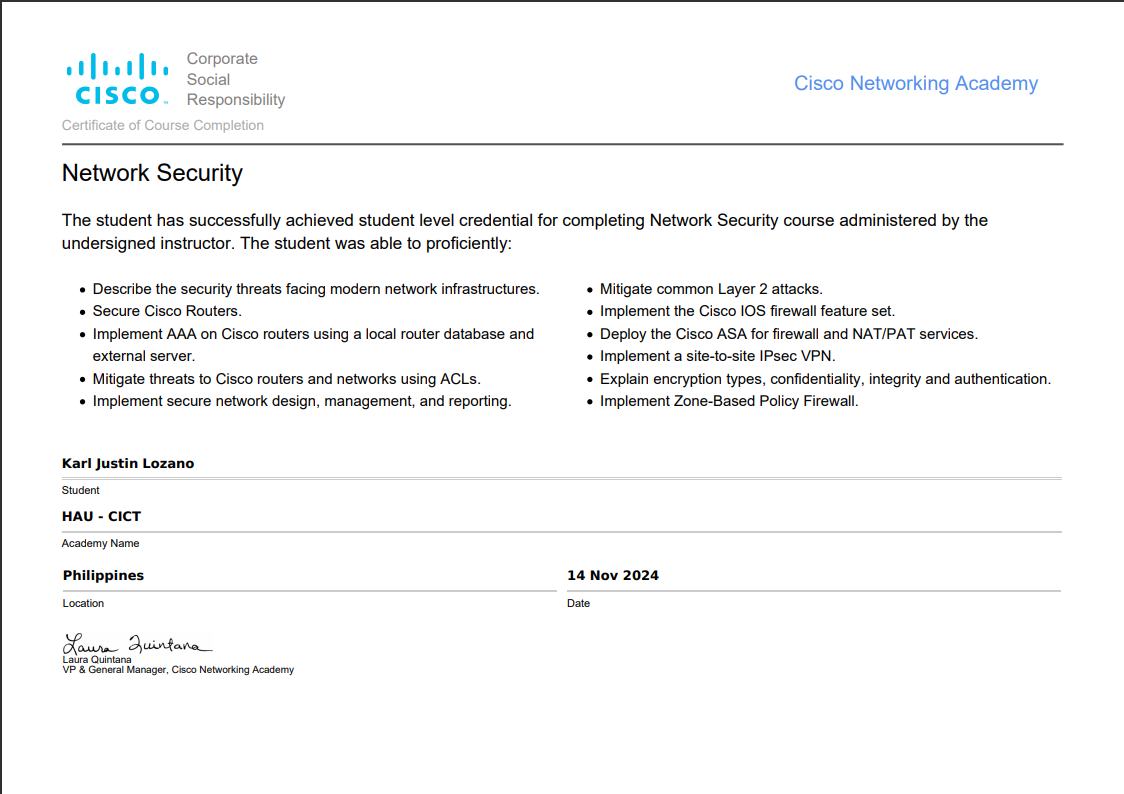 Corporate
Social
Responsibility
CISCO™
Cisco Networking Academy
Certificate of Course Completion
Network Security
The student has successfully achieved student level credential for completing Network Security course administered by the
undersigned instructor. The student was able to proficiently:
• Describe the security threats facing modern network infrastructures.
• Secure Cisco Routers.
• Implement AAA on Cisco routers using a local router database and
external server.
• Mitigate threats to Cisco routers and networks using ACLs.
• Implement secure network design, management, and reporting.
• Mitigate common Layer 2 attacks.
• Implement the Cisco IOS firewall feature set.
• Deploy the Cisco ASA for firewall and NAT/PAT services.
• Implement a site-to-site IPsec VPN.
• Explain encryption types, confidentiality, integrity and authentication.
• Implement Zone-Based Policy Firewall.
Karl Justin Lozano
Student
HAU - CICT
Academy Name
Philippines
Location
14 Nov 2024
Date
Laura Quintana
Laura Quintana
VP & General Manager, Cisco Networking Academy